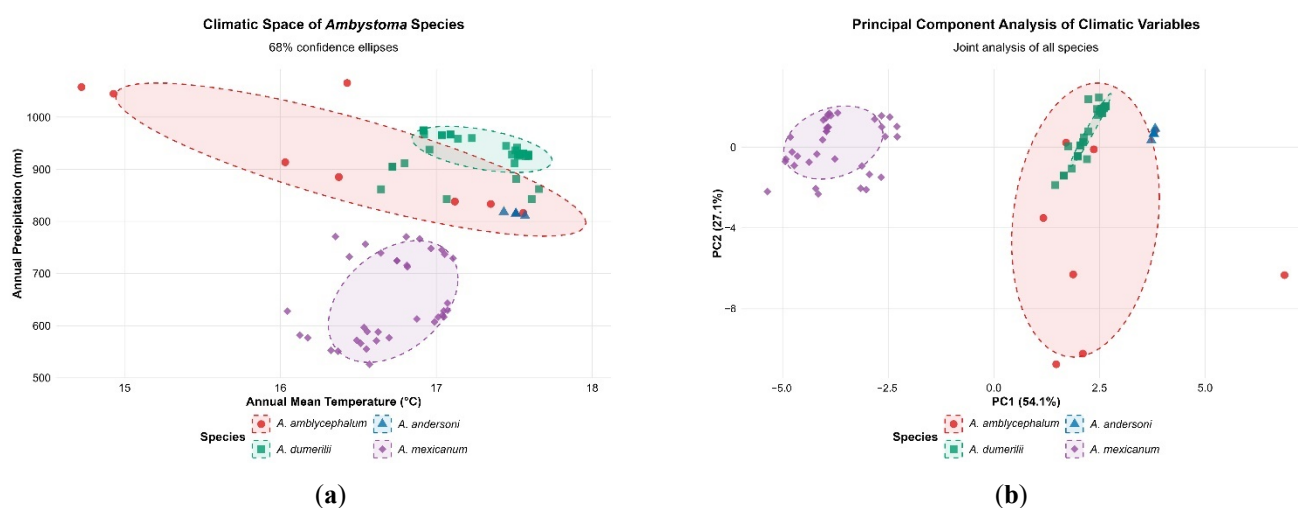 Climatic Space of Ambystoma Species
68% confidence ellipses
Annual Precipitation (mm)
1000
900
800
700
600
500
15
16
17
18
Annual Mean Temperature (°C)
Species
A. amblycephalum
A. andersoni
A. dumerilii
A. mexicanum
(a)
Principal Component Analysis of Climatic Variables
Joint analysis of all species
PC2 (27.1%)
0
−4
−8
−5.0
−2.5
0.0
2.5
5.0
PC1 (54.1%)
Species
A. amblycephalum
A. andersoni
A. dumerilii
A. mexicanum
(b)